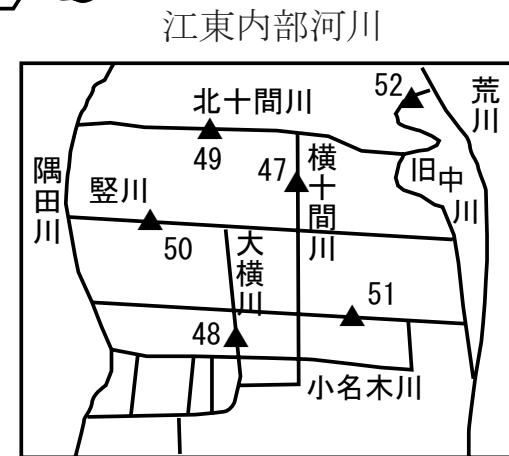 江東内部河川
52
荒川
北十間川
49
47
横十間川
旧中川
隅田川
竪川
50
大横川
51
48
小名木川